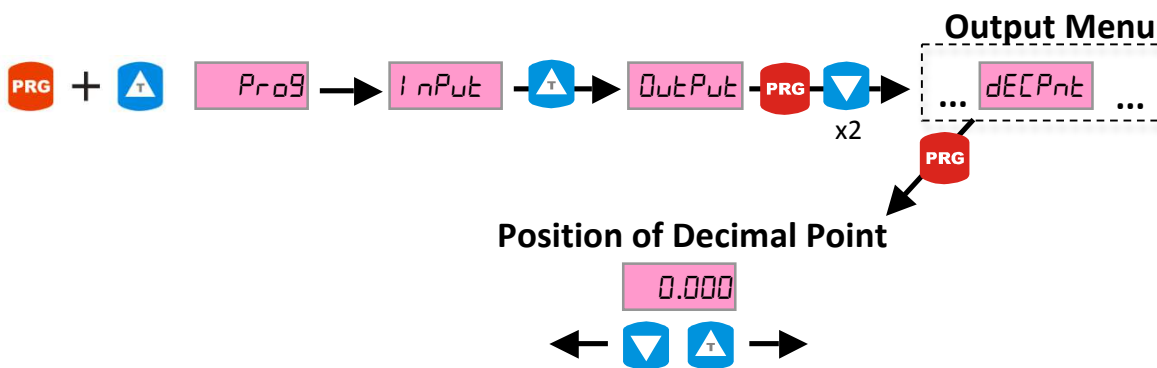 Output Menu
PRG + T Prog InPut T OutPut PRG ... dECPnt ...
x2
PRG
Position of Decimal Point
0.000
T